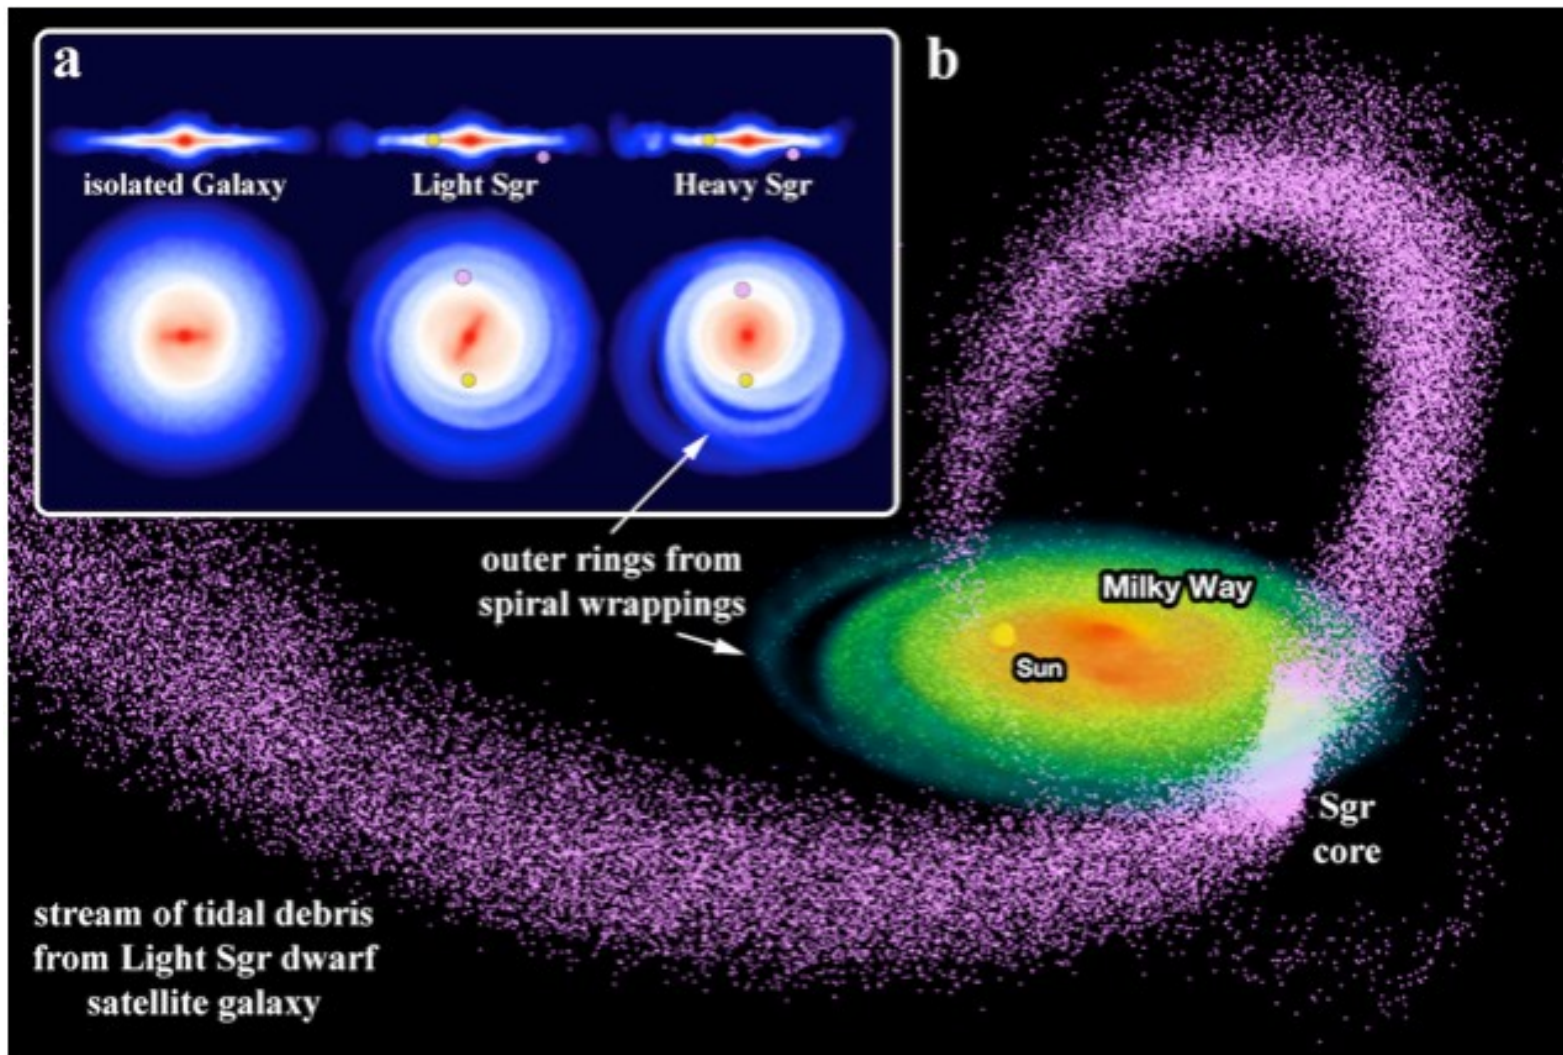 a
b
isolated Galaxy
Light Sgr
Heavy Sgr
outer rings from
spiral wrappings
Milky Way
Sun
Sgr
core
stream of tidal debris
from Light Sgr dwarf
satellite galaxy